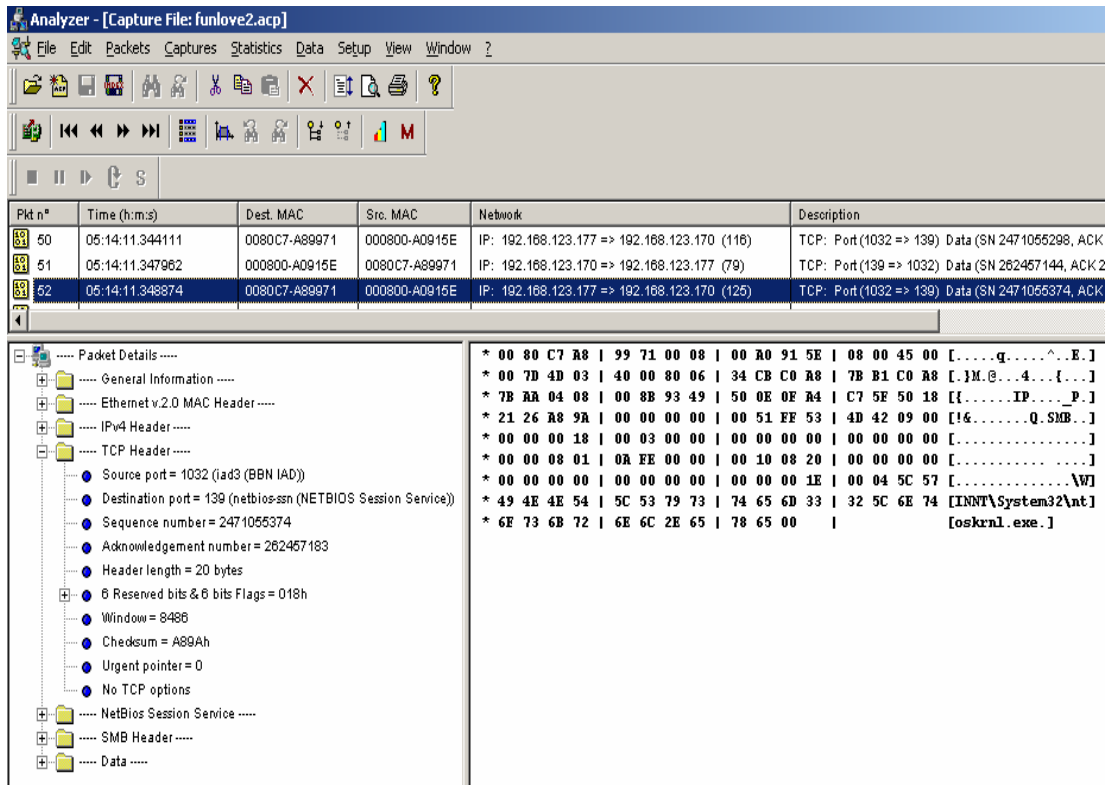 Analyzer - [Capture File: funlove2.acp]
File Edit Packets Captures Statistics Data Setup View Window ?
M
S
Pkt n° Time (h:m:s) Dest. MAC Src. MAC Network Description
50 05:14:11.344111 0080C7-A89971 000800-A0915E IP: 192.168.123.177 => 192.168.123.170 (116) TCP: Port(1032 => 139) Data (SN 2471055298, ACK
51 05:14:11.347962 000800-A0915E 0080C7-A89971 IP: 192.168.123.170 => 192.168.123.177 (79) TCP: Port(139 => 1032) Data (SN 262457144, ACK 2
52 05:14:11.348874 0080C7-A89971 000800-A0915E IP: 192.168.123.177 => 192.168.123.170 (125) TCP: Port(1032 => 139) Data (SN 2471055374, ACK
----- Packet Details -----
----- General Information -----
----- Ethernet v.2.0 MAC Header -----
----- IPv4 Header -----
----- TCP Header -----
Source port = 1032 (iad3 (BBN IAD))
Destination port = 139 (netbios-ssn (NETBIOS Session Service))
Sequence number = 2471055374
Acknowledgement number = 262457183
Header length = 20 bytes
6 Reserved bits & 6 bits Flags = 018h
Window = 8486
Checksum = A89Ah
Urgent pointer = 0
No TCP options
----- NetBios Session Service -----
----- SMB Header -----
----- Data -----
* 00 80 C7 A8 | 99 71 00 08 | 00 A0 91 5E | 08 00 45 00 [.....q.....^..E.]
* 00 7D 4D 03 | 40 00 80 06 | 34 CB C0 A8 | 7B B1 C0 A8 [.}M.@...4...{...]
* 7B AA 04 08 | 00 8B 93 49 | 50 0E 0F A4 | C7 5F 50 18 [{......IP...._P.]
* 21 26 A8 9A | 00 00 00 00 | 00 51 FF 53 | 4D 42 09 00 [!&.......Q.SMB..]
* 00 00 00 18 | 00 03 00 00 | 00 00 00 00 | 00 00 00 00 [................]
* 00 00 08 01 | 0A FE 00 00 | 00 10 08 20 | 00 00 00 00 [........... ....]
* 00 00 00 00 | 00 00 00 00 | 00 00 00 1E | 00 04 5C 57 [..............\W]
* 49 4E 4E 54 | 5C 53 79 73 | 74 65 6D 33 | 32 5C 6E 74 [INNT\System32\nt]
* 6F 73 6B 72 | 6E 6C 2E 65 | 78 65 00 | [oskrnl.exe.]